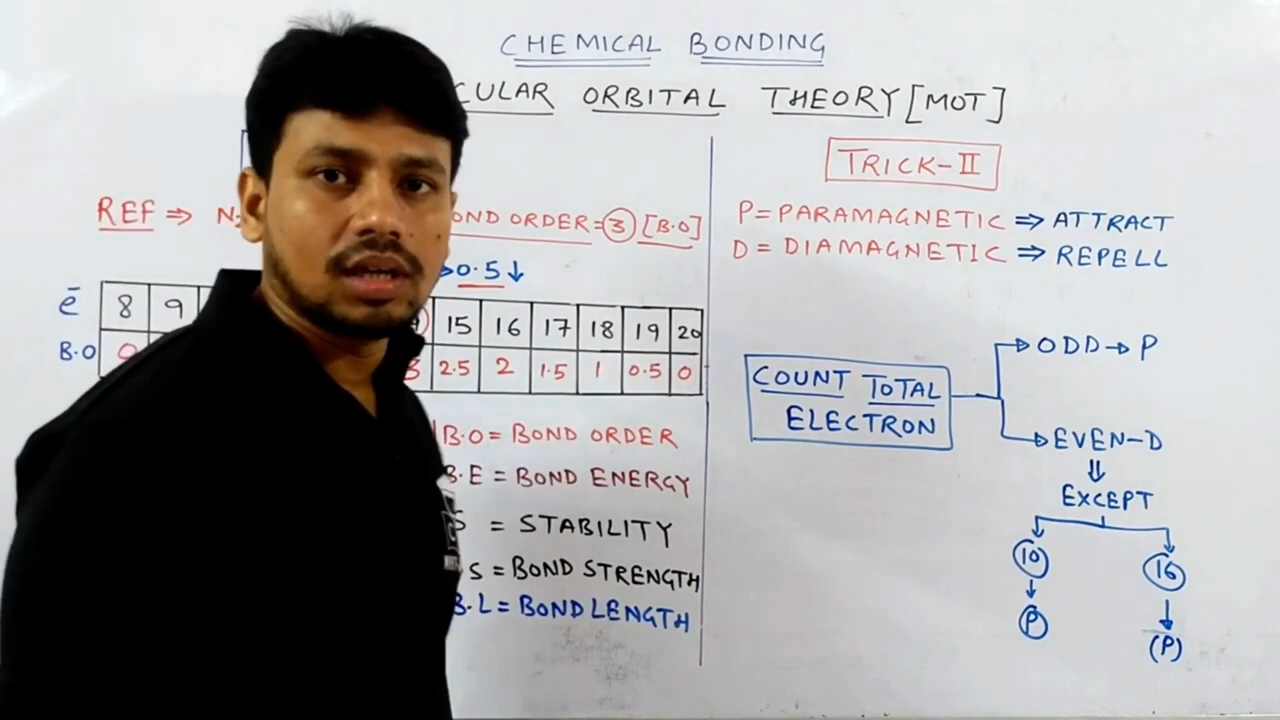 CHEMICAL BONDING
CULAR ORBITAL THEORY [MOT]
REF ⇒ N.
OND ORDER = 3 [B.O]
0.5↓
ē 8 9 15 16 17 18 19 20
B.O 0 3 2.5 2 1.5 1 0.5 0
B.O = BOND ORDER
B.E = BOND ENERGY
S = STABILITY
S = BOND STRENGTH
B.L = BOND LENGTH
TRICK-II
P = PARAMAGNETIC ⇒ ATTRACT
D = DIAMAGNETIC ⇒ REPELL
COUNT TOTAL
ELECTRON
ODD → P
EVEN-D
⇓
EXCEPT
10 16
↓ ↓
P (P)